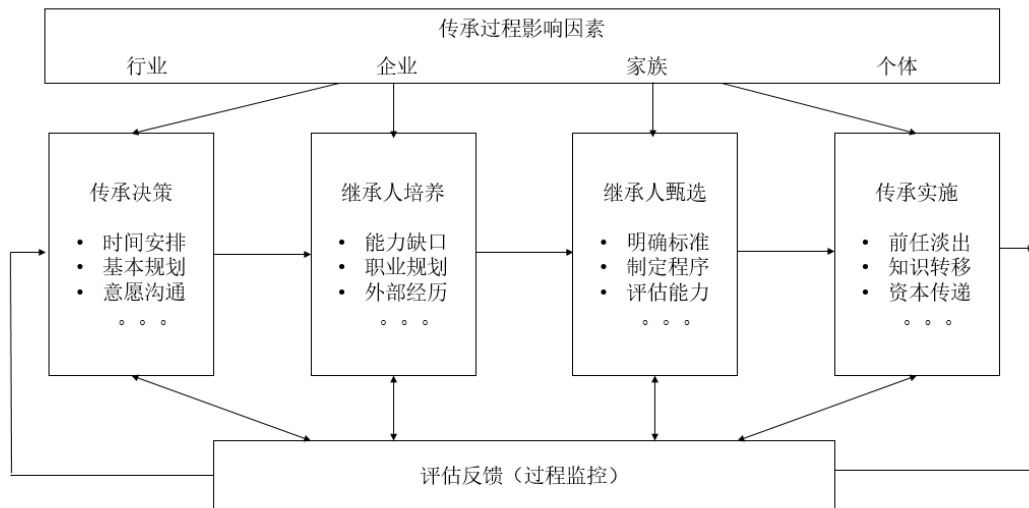 传承过程影响因素
行业 企业 家族 个体
传承决策
• 时间安排
• 基本规划
• 意愿沟通
。。。
继承人培养
• 能力缺口
• 职业规划
• 外部经历
。。。
继承人甄选
• 明确标准
• 制定程序
• 评估能力
。。。
传承实施
• 前任淡出
• 知识转移
• 资本传递
。。。
评估反馈（过程监控）